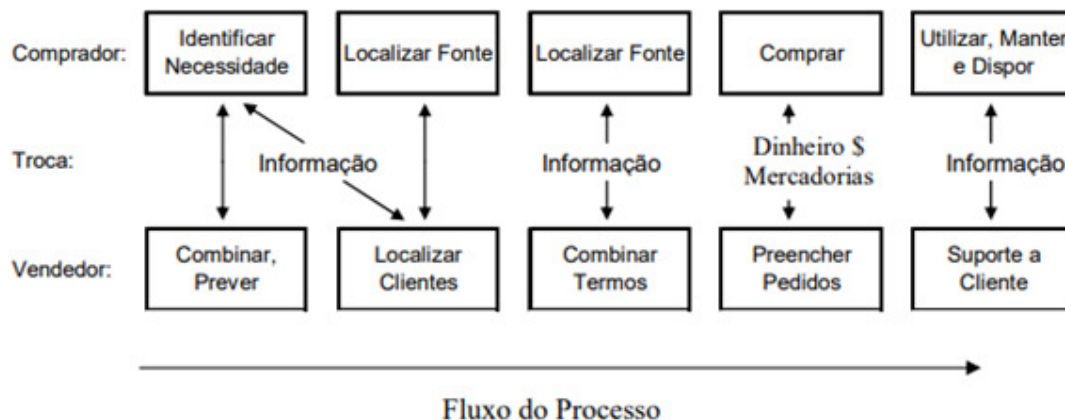 Comprador:
Identificar
Necessidade
Localizar Fonte
Localizar Fonte
Comprar
Utilizar, Manter
e Dispor
Troca:
Informação
Informação
Dinheiro $
Mercadorias
Informação
Vendedor:
Combinar,
Prever
Localizar
Clientes
Combinar
Termos
Preencher
Pedidos
Suporte a
Cliente
Fluxo do Processo